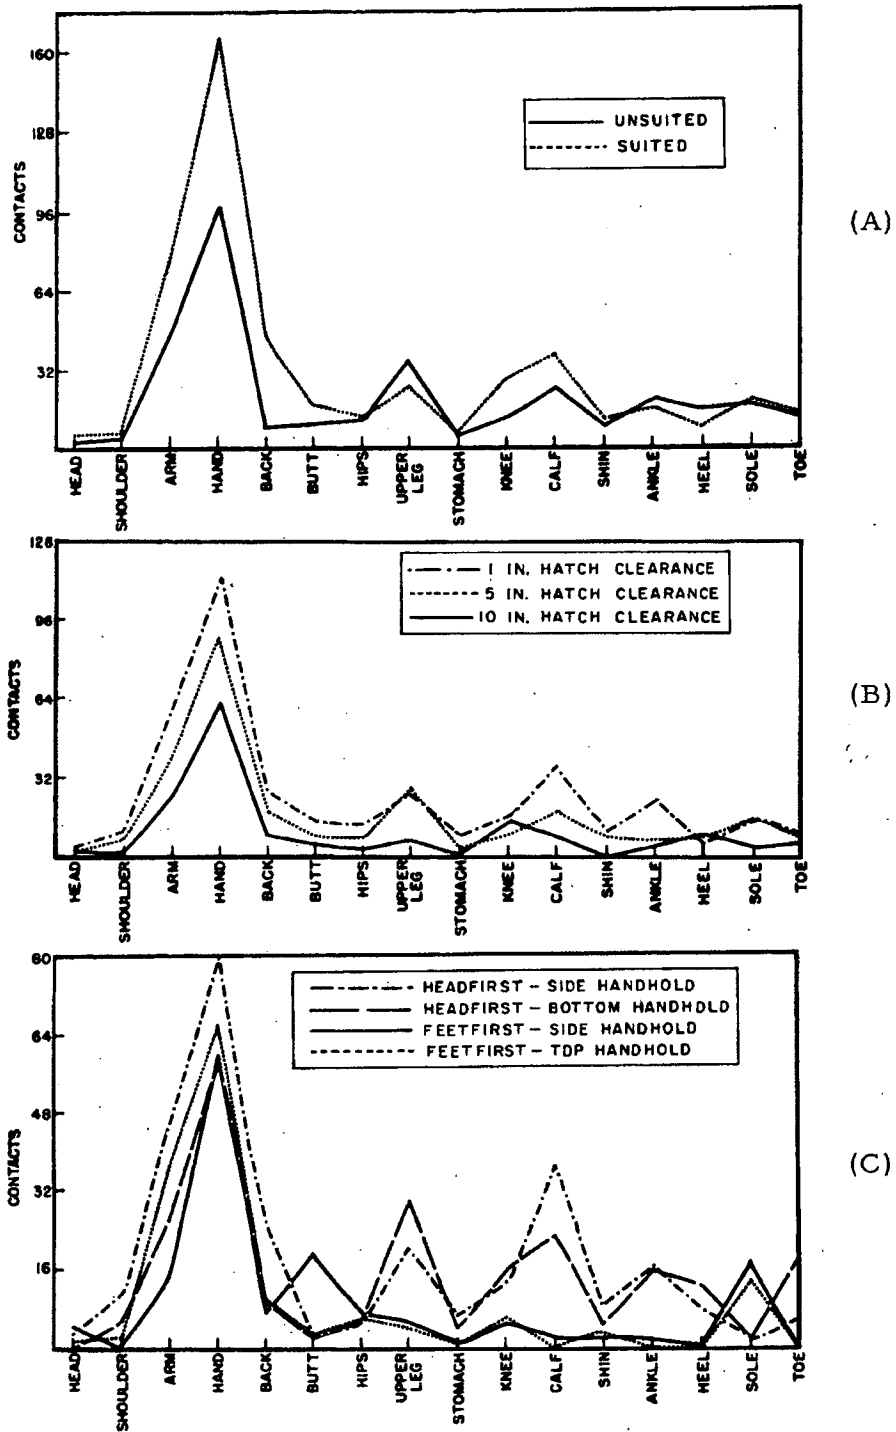 160
128
96
64
32
CONTACTS
UNSUITED
SUITED
(A)
HEAD
SHOULDER
ARM
HAND
BACK
BUTT
HIPS
UPPER
LEG
STOMACH
KNEE
CALF
SHIN
ANKLE
HEEL
SOLE
TOE
128
96
64
32
CONTACTS
1 IN. HATCH CLEARANCE
5 IN. HATCH CLEARANCE
10 IN. HATCH CLEARANCE
(B)
HEAD
SHOULDER
ARM
HAND
BACK
BUTT
HIPS
UPPER
LEG
STOMACH
KNEE
CALF
SHIN
ANKLE
HEEL
SOLE
TOE
60
64
48
32
16
CONTACTS
HEADFIRST - SIDE HANDHOLD
HEADFIRST - BOTTOM HANDHOLD
FEETFIRST - SIDE HANDHOLD
FEETFIRST - TOP HANDHOLD
(C)
HEAD
SHOULDER
ARM
HAND
BACK
BUTT
HIPS
UPPER
LEG
STOMACH
KNEE
CALF
SHIN
ANKLE
HEEL
SOLE
TOE